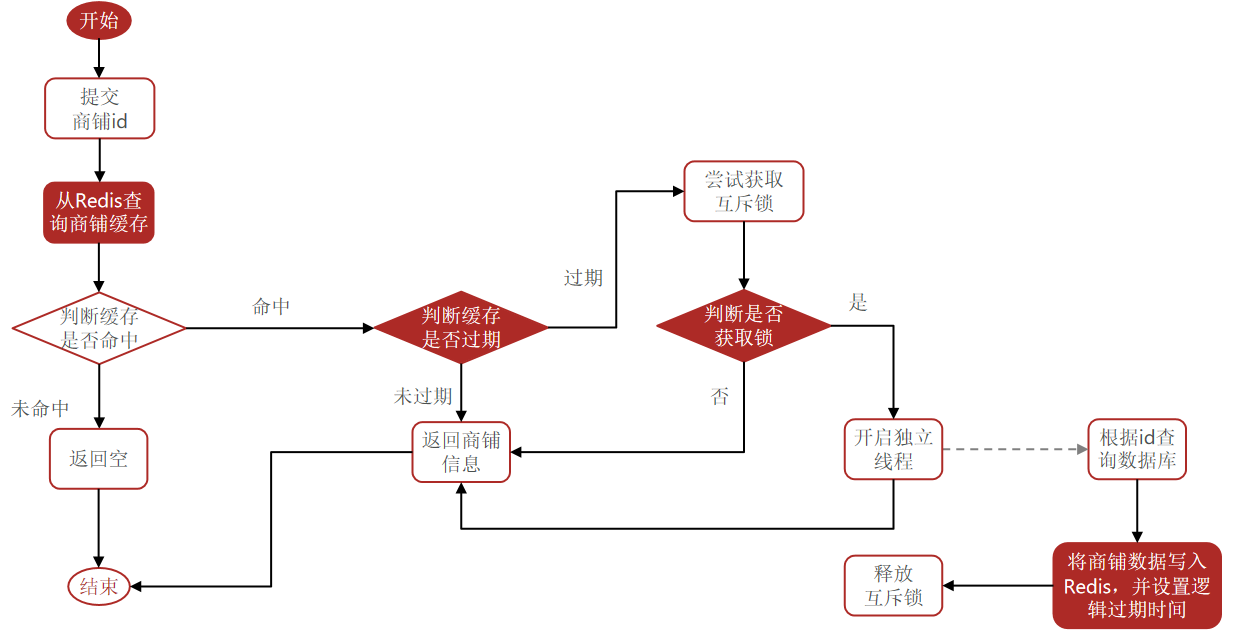 开始
提交
商铺id
从Redis查
询商铺缓存
判断缓存
是否命中
命中
未命中
返回空
结束
判断缓存
是否过期
过期
未过期
返回商铺
信息
尝试获取
互斥锁
判断是否
获取锁
是
否
开启独立
线程
根据id查
询数据库
将商铺数据写入
Redis，并设置逻
辑过期时间
释放
互斥锁